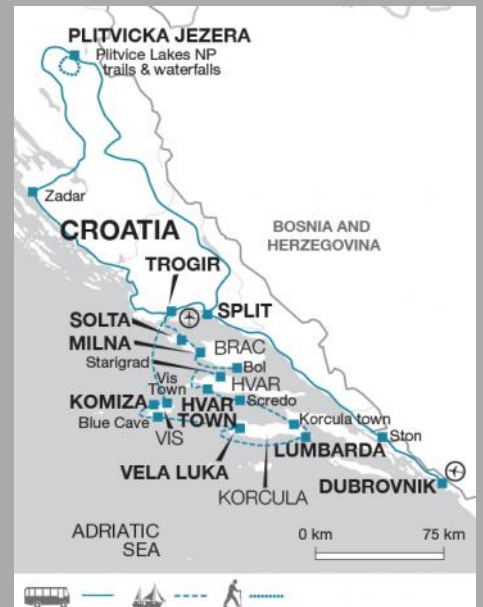 PLITVICKA JEZERA
Plitvice Lakes NP
trails & waterfalls
Zadar
CROATIA
BOSNIA AND
HERZEGOVINA
TROGIR
SPLIT
SOLTA
MILNA
BRAC
Starigrad
Bol
Vis
Town
HVAR
KOMIZA
HVAR
TOWN
Scredo
Blue Cave
VIS
Korcula town
Ston
LUMBARDA
VELA LUKA
KORCULA
DUBROVNIK
ADRIATIC
SEA
0 km
75 km